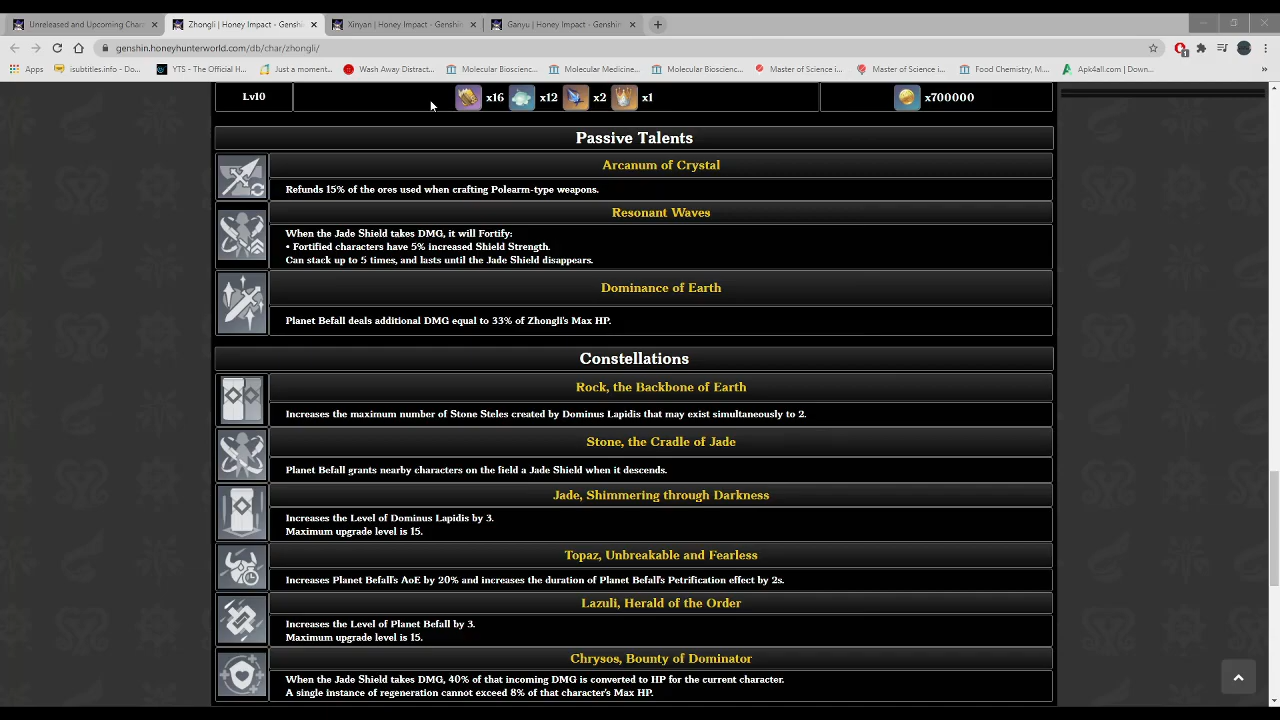 Unreleased and Upcoming Char
Zhongli | Honey Impact - Genshin
Xinyan | Honey Impact - Genshin
Ganyu | Honey Impact - Genshin
genshin.honeyhunterworld.com/db/char/zhongli/
Apps
isubtitles.info - Do...
YTS - The Official H...
Just a moment...
Wash Away Distract...
Molecular Bioscienc...
Molecular Medicine...
Molecular Bioscienc...
Master of Science i...
Master of Science i...
Food Chemistry, M...
Apk4all.com | Down...
»
Lv10
x16 x12 x2 x1
x700000
Passive Talents
Arcanum of Crystal
Refunds 15% of the ores used when crafting Polearm-type weapons.
Resonant Waves
When the Jade Shield takes DMG, it will Fortify:
• Fortified characters have 5% increased Shield Strength.
Can stack up to 5 times, and lasts until the Jade Shield disappears.
Dominance of Earth
Planet Befall deals additional DMG equal to 33% of Zhongli's Max HP.
Constellations
Rock, the Backbone of Earth
Increases the maximum number of Stone Steles created by Dominus Lapidis that may exist simultaneously to 2.
Stone, the Cradle of Jade
Planet Befall grants nearby characters on the field a Jade Shield when it descends.
Jade, Shimmering through Darkness
Increases the Level of Dominus Lapidis by 3.
Maximum upgrade level is 15.
Topaz, Unbreakable and Fearless
Increases Planet Befall's AoE by 20% and increases the duration of Planet Befall's Petrification effect by 2s.
Lazuli, Herald of the Order
Increases the Level of Planet Befall by 3.
Maximum upgrade level is 15.
Chrysos, Bounty of Dominator
When the Jade Shield takes DMG, 40% of that incoming DMG is converted to HP for the current character.
A single instance of regeneration cannot exceed 8% of that character's Max HP.